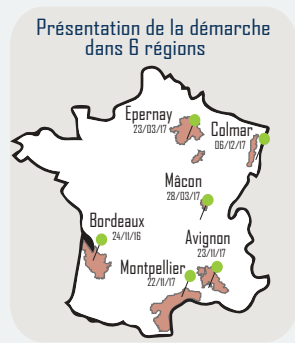 Présentation de la démarche
dans 6 régions
Epernay
23/03/17
Colmar
06/12/17
Mâcon
28/03/17
Bordeaux
24/11/16
Avignon
23/11/17
Montpellier
22/11/17